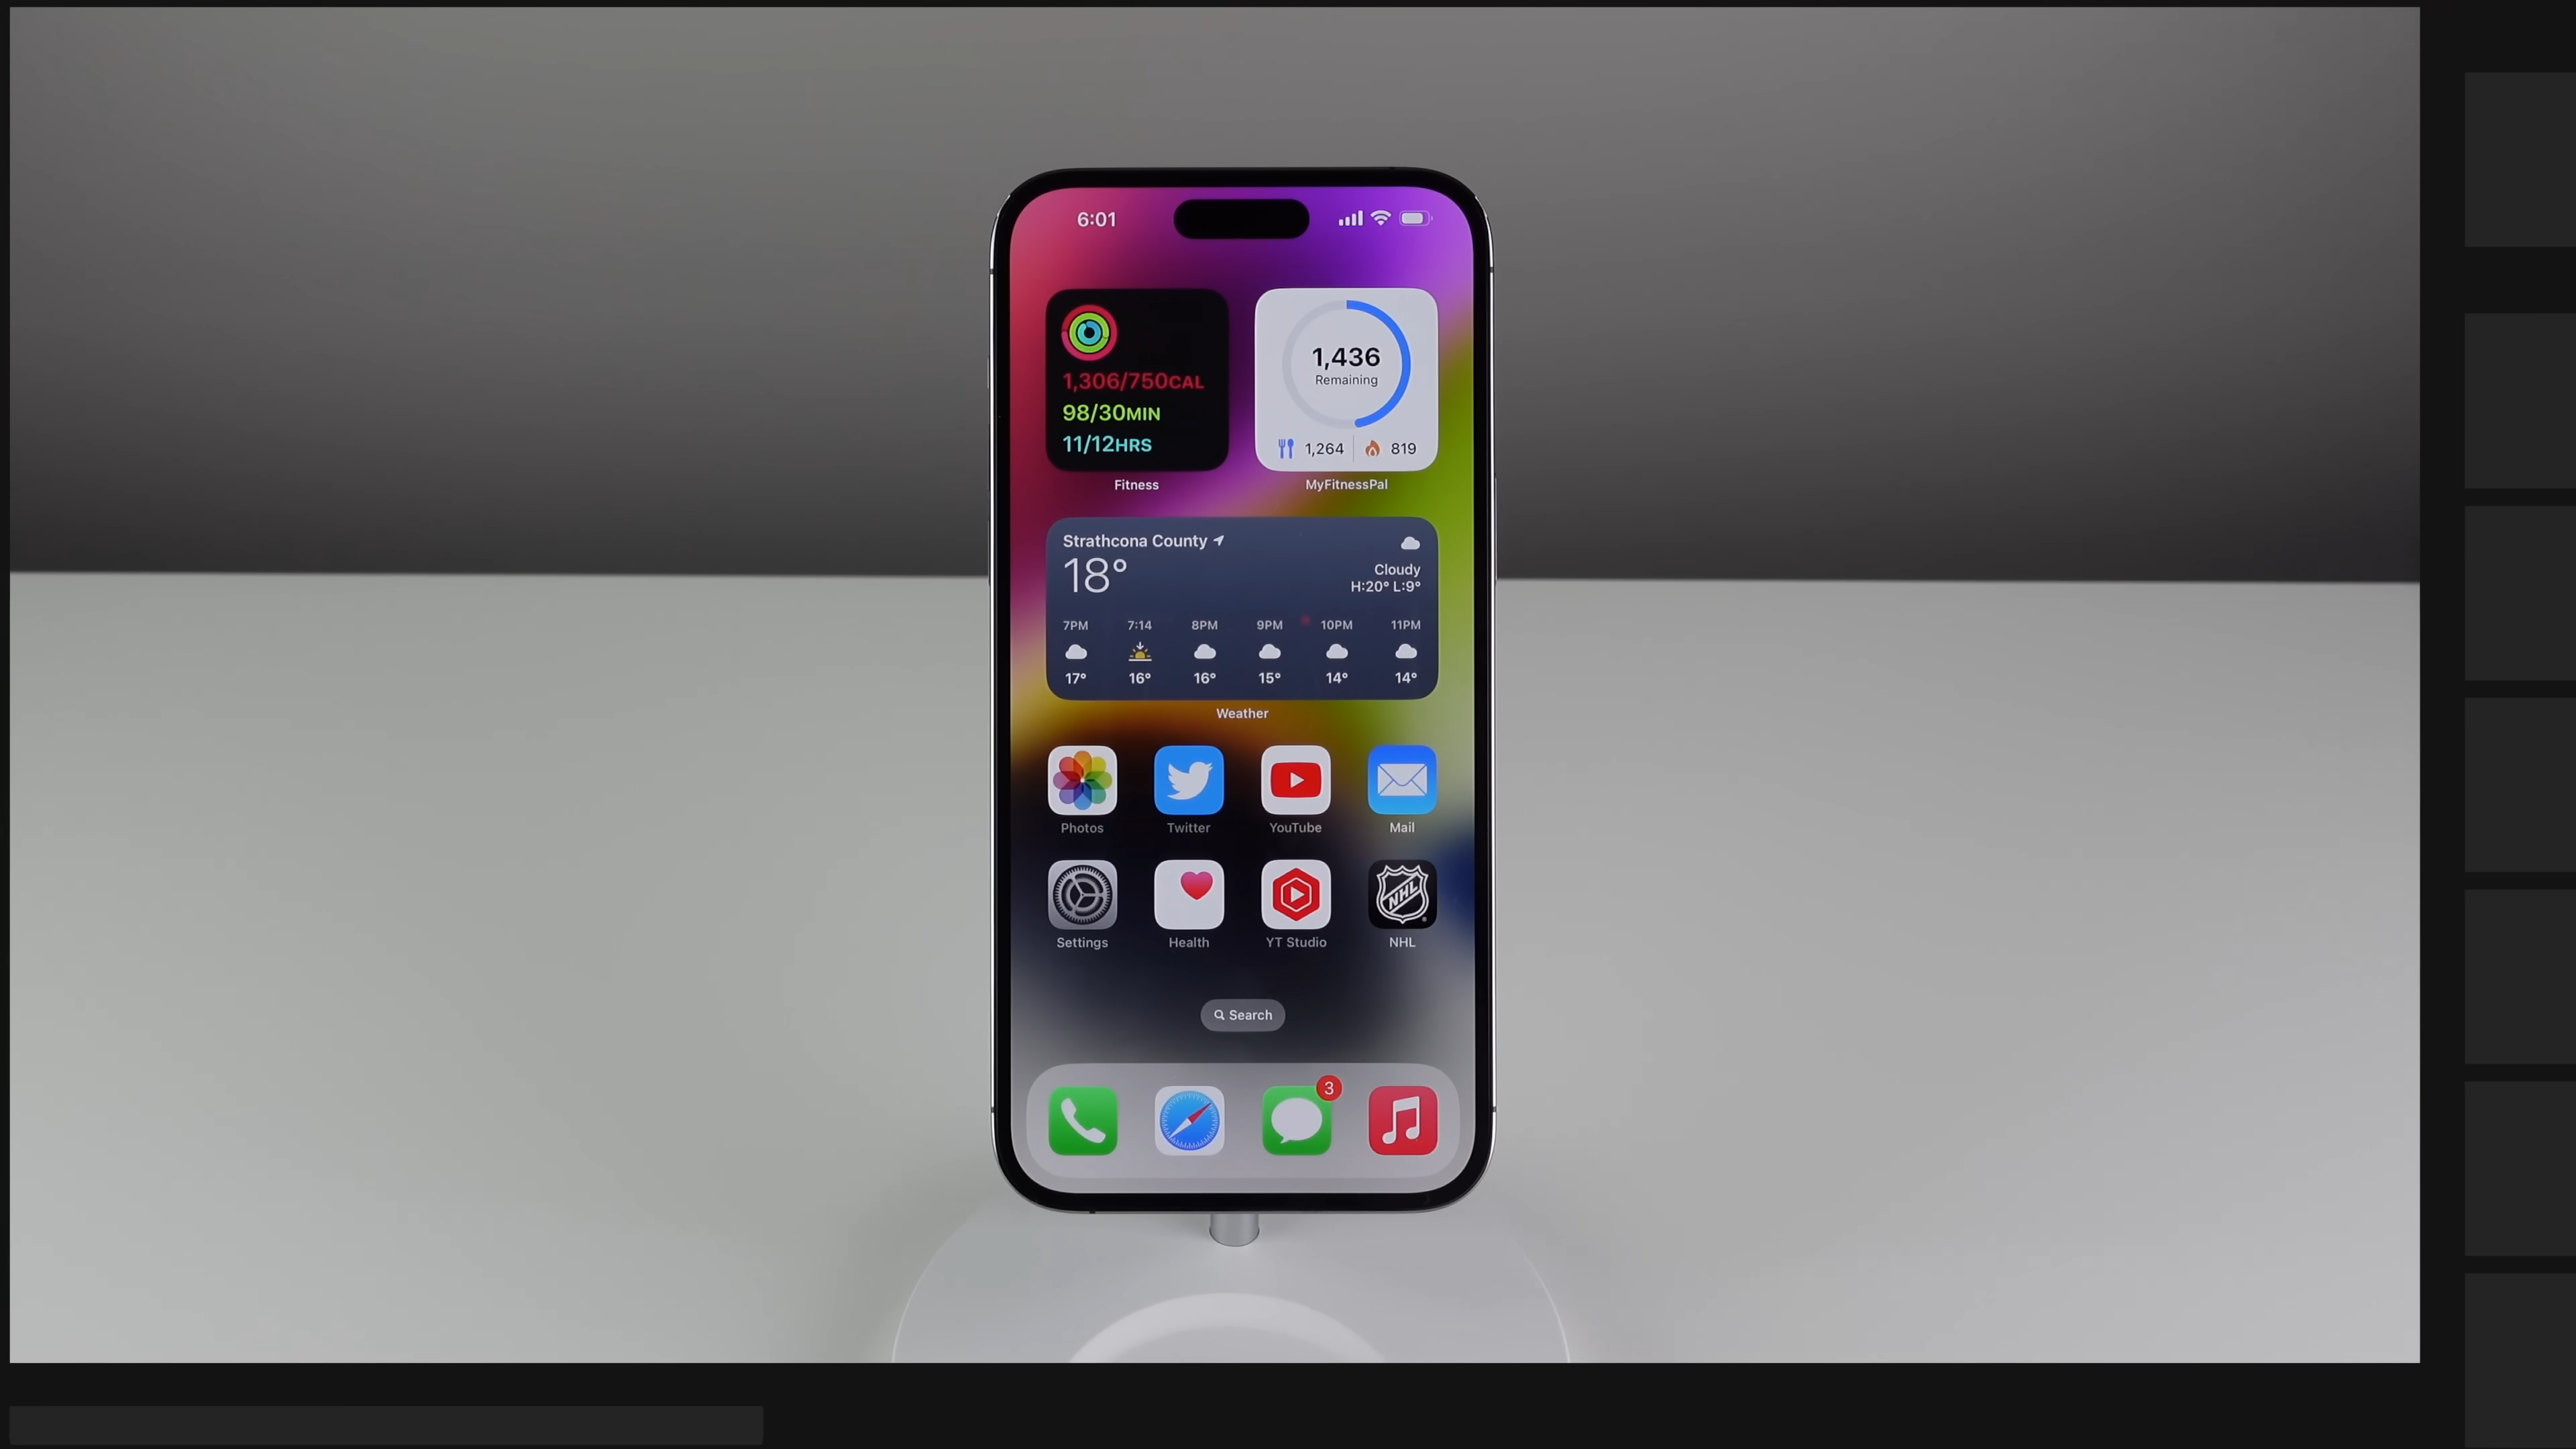 6:01
1,306/750CAL
98/30MIN
11/12HRS
Fitness
1,436
Remaining
1,264 819
MyFitnessPal
Strathcona County
18°
Cloudy
H:20° L:9°
7PM 7:14 8PM 9PM 10PM 11PM
17° 16° 16° 15° 14° 14°
Weather
Photos Twitter YouTube Mail
NHL
Settings Health YT Studio NHL
Search
3